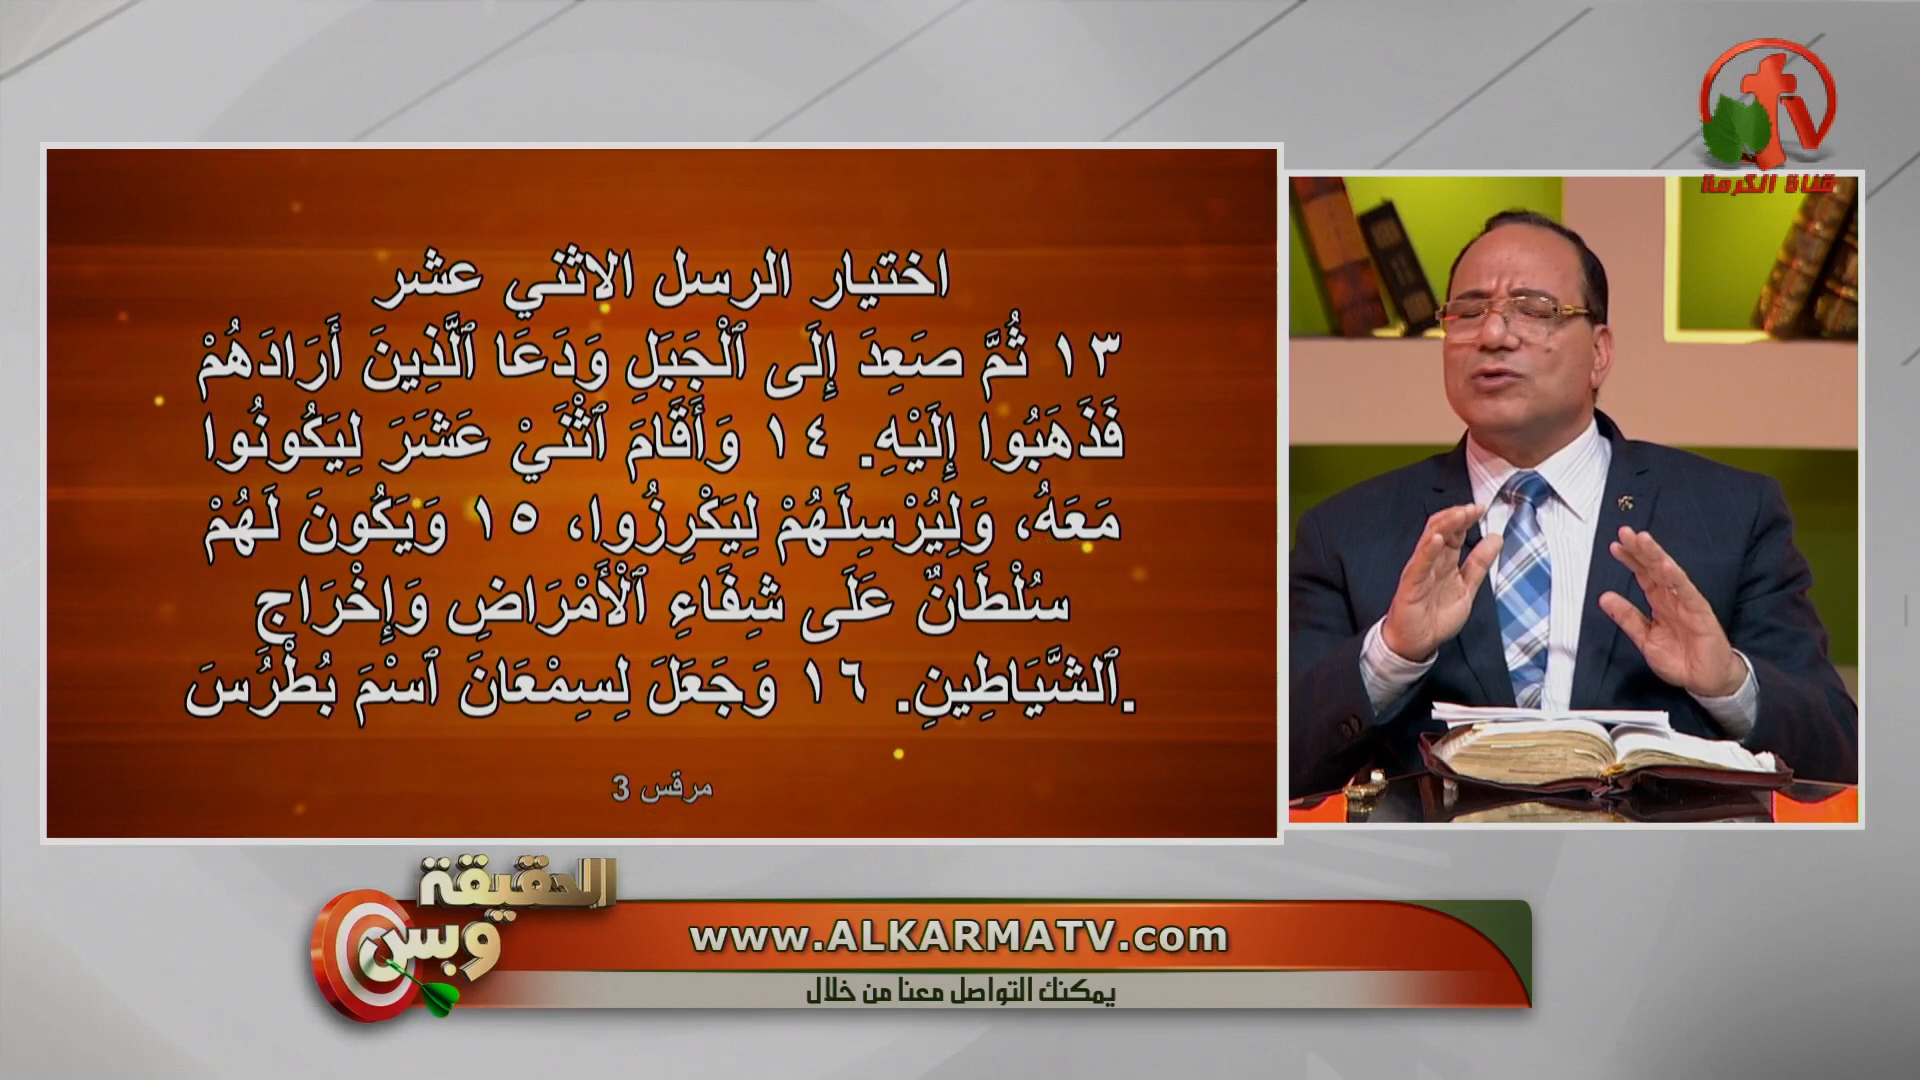 قناة الكرمة
tv
اختيار الرسل الاثني عشر
١٣ ثُمَّ صَعِدَ إِلَى ٱلْجَبَلِ وَدَعَا ٱلَّذِينَ أَرَادَهُمْ
فَذَهَبُوا إِلَيْهِ. ١٤ وَأَقَامَ ٱثْنَيْ عَشَرَ لِيَكُونُوا
مَعَهُ، وَلِيُرْسِلَهُمْ لِيَكْرِزُوا، ١٥ وَيَكُونَ لَهُمْ
سُلْطَانٌ عَلَى شِفَاءِ ٱلْأَمْرَاضِ وَإِخْرَاجِ
.ٱلشَّيَاطِينِ. ١٦ وَجَعَلَ لِسِمْعَانَ ٱسْمَ بُطْرُسَ
مرقس 3
الحقيقة
وبس
www.ALKARMATV.com
يمكنك التواصل معنا من خلال